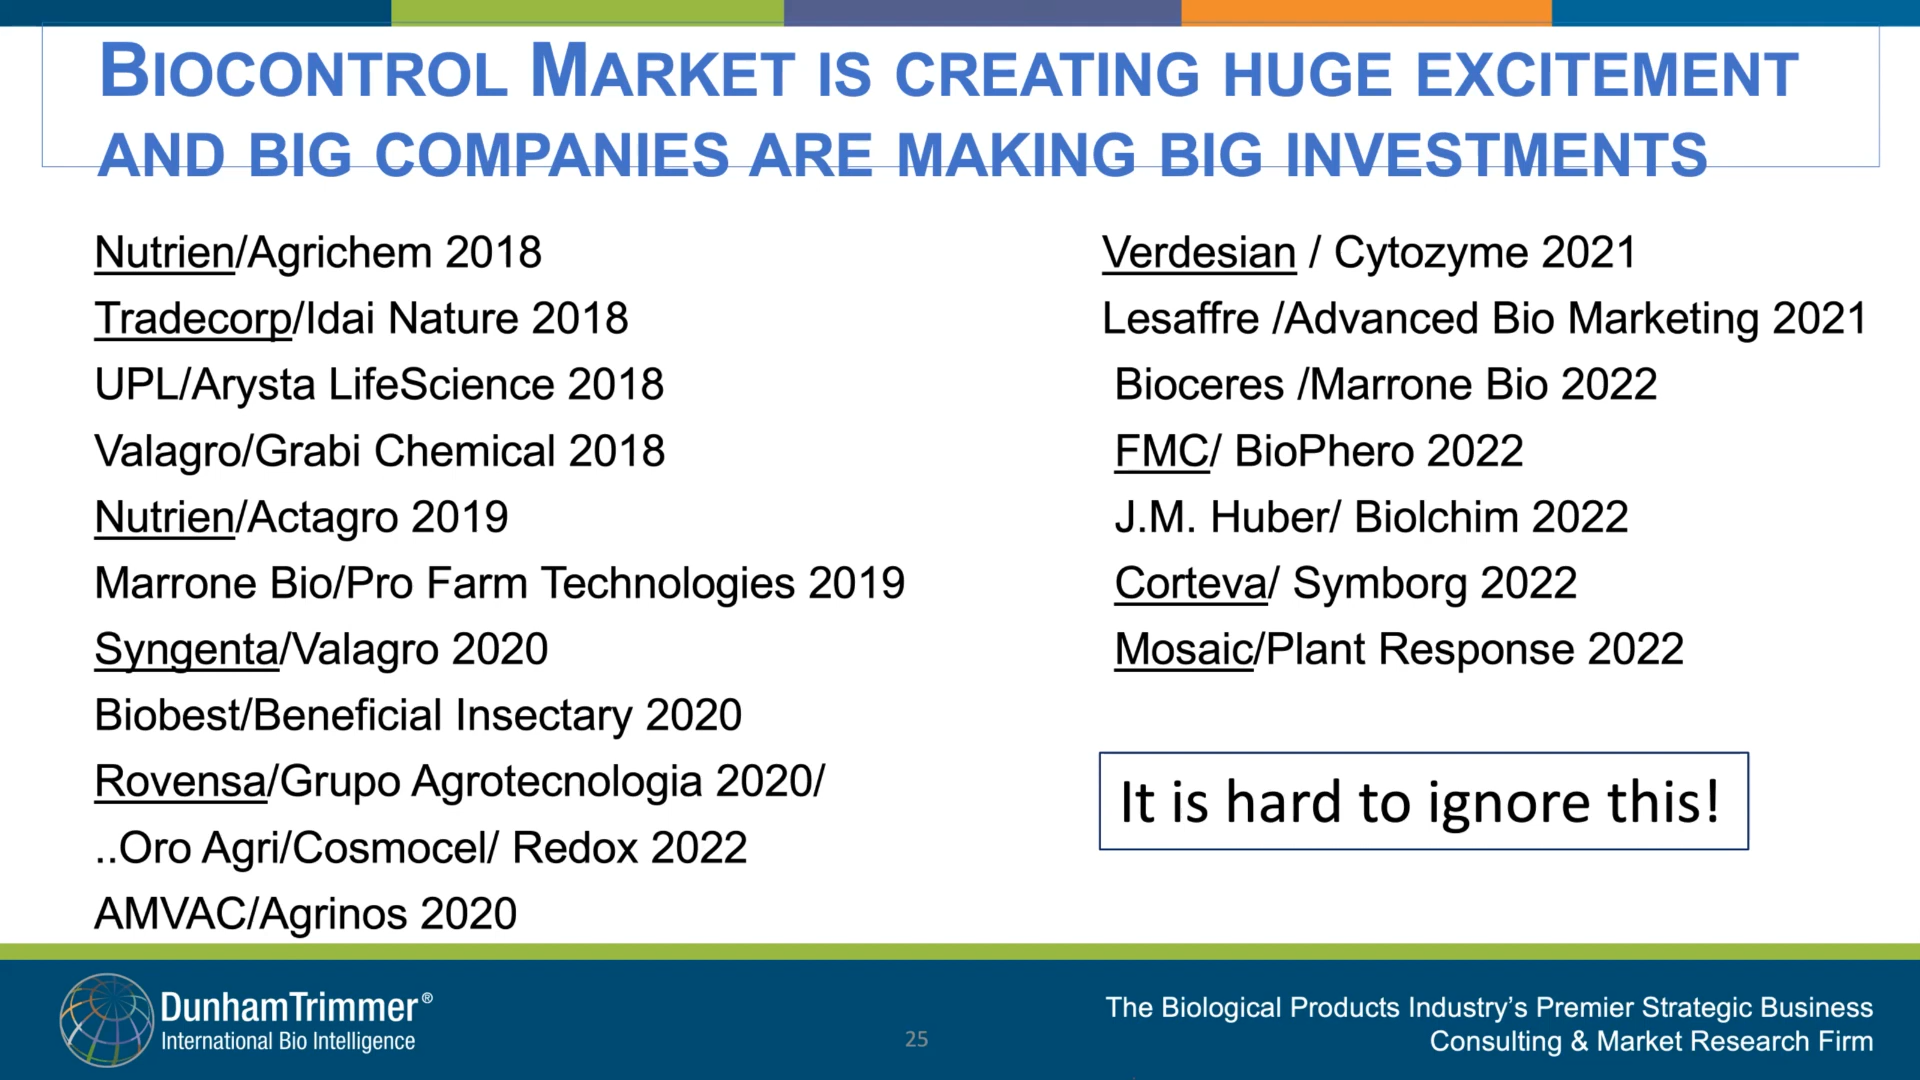 BIOCONTROL MARKET IS CREATING HUGE EXCITEMENT
AND BIG COMPANIES ARE MAKING BIG INVESTMENTS
Nutrien/Agrichem 2018
Tradecorp/Idai Nature 2018
UPL/Arysta LifeScience 2018
Valagro/Grabi Chemical 2018
Nutrien/Actagro 2019
Marrone Bio/Pro Farm Technologies 2019
Syngenta/Valagro 2020
Biobest/Beneficial Insectary 2020
Rovensa/Grupo Agrotecnologia 2020/
..Oro Agri/Cosmocel/ Redox 2022
AMVAC/Agrinos 2020
Verdesian / Cytozyme 2021
Lesaffre /Advanced Bio Marketing 2021
Bioceres /Marrone Bio 2022
FMC/ BioPhero 2022
J.M. Huber/ Biolchim 2022
Corteva/ Symborg 2022
Mosaic/Plant Response 2022
It is hard to ignore this!
DunhamTrimmer®
International Bio Intelligence
25
The Biological Products Industry’s Premier Strategic Business
Consulting & Market Research Firm